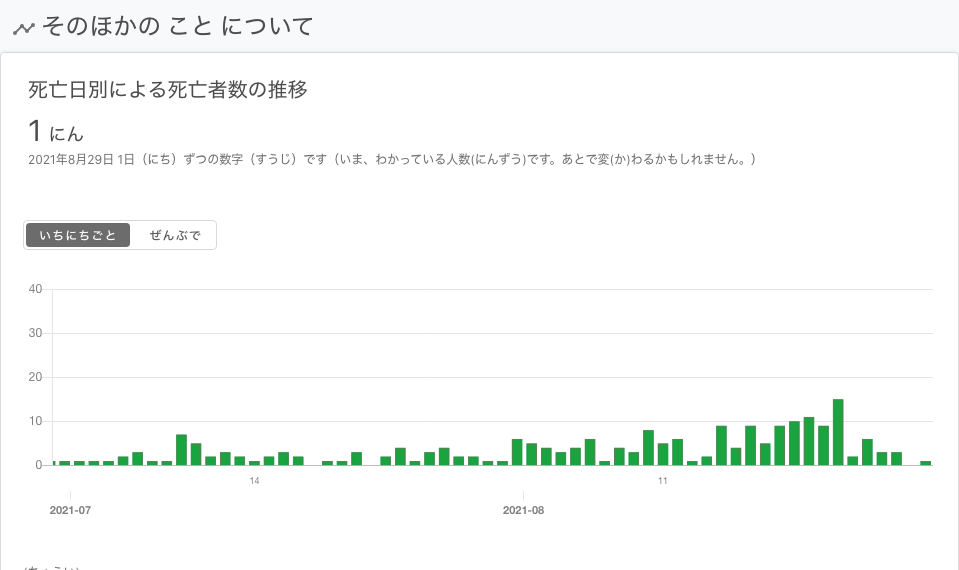 そのほかの こと について
死亡日別による死亡者数の推移
1 にん
2021年8月29日 1日（にち）ずつの数字（すうじ）です（いま、わかっている人数(にんずう)です。あとで変(か)わるかもしれません。）
いちにちごと ぜんぶで
40
30
20
10
0
14 11
2021-07 2021-08